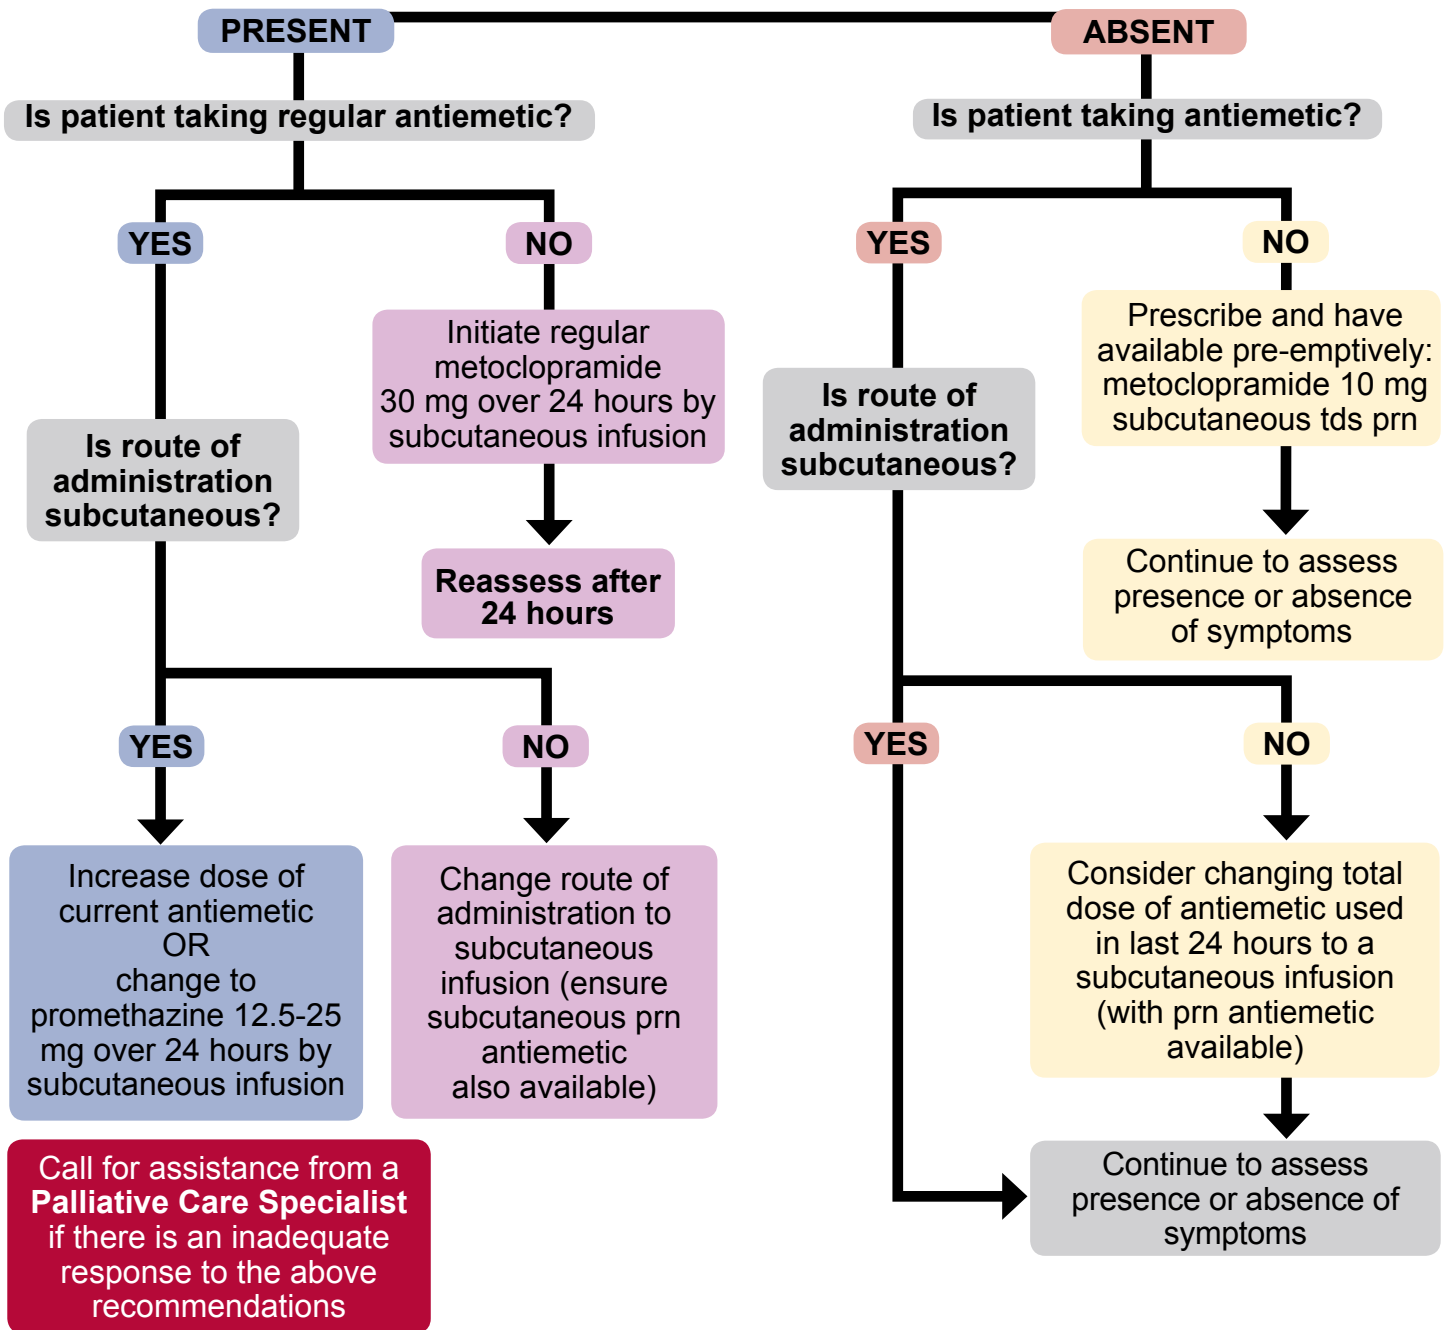 PRESENT
ABSENT
Is patient taking regular antiemetic?
Is patient taking antiemetic?
YES
NO
YES
NO
Initiate regular
metoclopramide
30 mg over 24 hours by
subcutaneous infusion
Prescribe and have
available pre-emptively:
metoclopramide 10 mg
subcutaneous tds prn
Is route of
administration
subcutaneous?
Is route of
administration
subcutaneous?
Reassess after
24 hours
Continue to assess
presence or absence
of symptoms
YES
NO
YES
NO
Increase dose of
current antiemetic
OR
change to
promethazine 12.5-25
mg over 24 hours by
subcutaneous infusion
Change route of
administration to
subcutaneous
infusion (ensure
subcutaneous prn
antiemetic
also available)
Consider changing total
dose of antiemetic used
in last 24 hours to a
subcutaneous infusion
(with prn antiemetic
available)
Call for assistance from a
Palliative Care Specialist
if there is an inadequate
response to the above
recommendations
Continue to assess
presence or absence of
symptoms